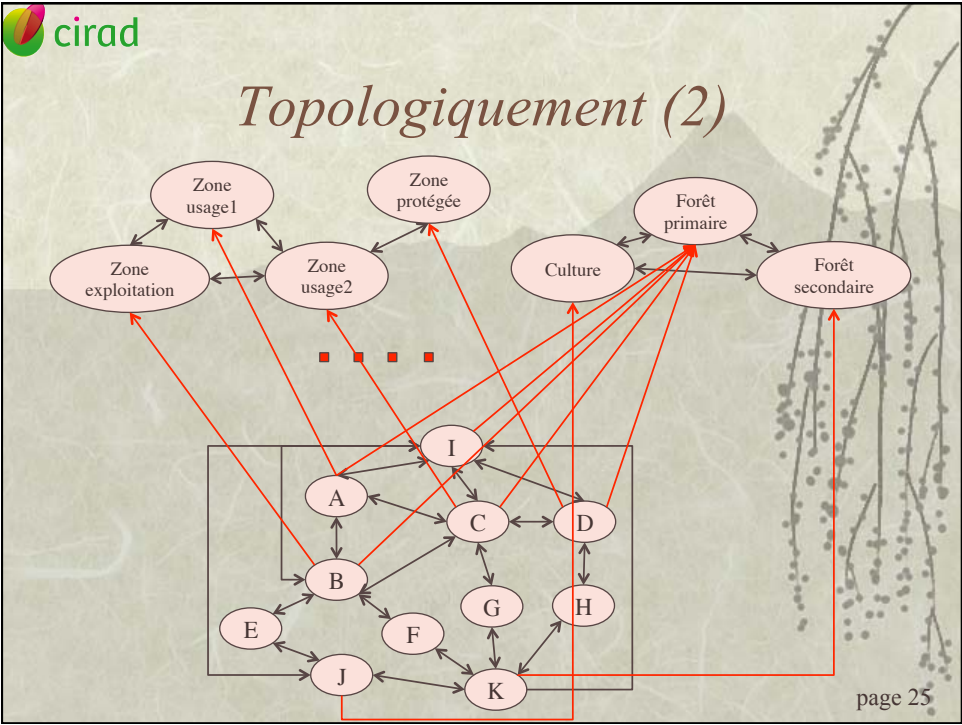 cirad
Topologiquement (2)
Zone
usage1
Zone
protégée
Forêt
primaire
Zone
exploitation
Zone
usage2
Culture
Forêt
secondaire
I
A
C
D
B
G
H
E
F
J
K
page 25